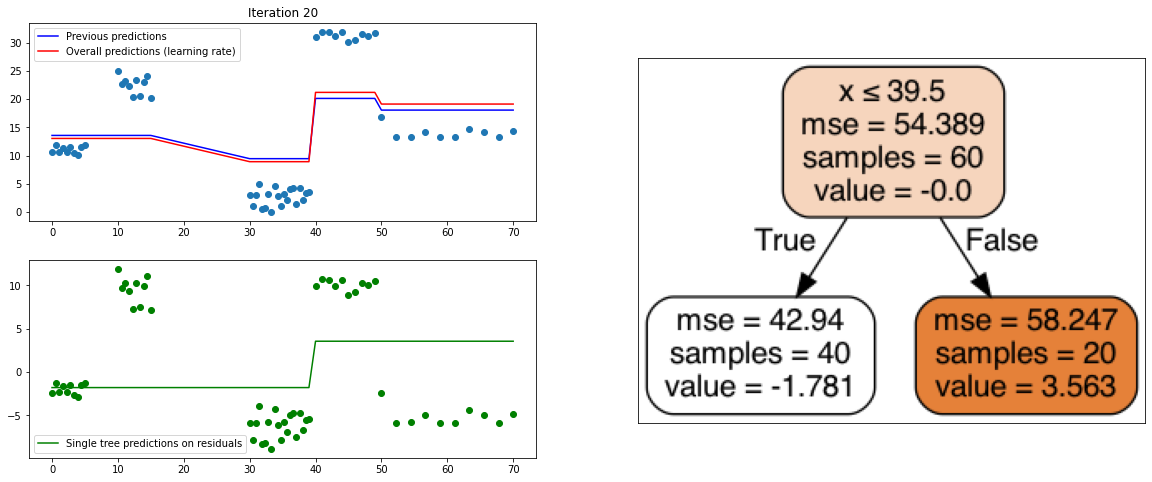 Iteration 20
Previous predictions
Overall predictions (learning rate)
30
25
20
15
10
5
0
0 10 20 30 40 50 60 70
10
5
0
−5
Single tree predictions on residuals
0 10 20 30 40 50 60 70
x ≤ 39.5
mse = 54.389
samples = 60
value = -0.0
True False
mse = 42.94
samples = 40
value = -1.781
mse = 58.247
samples = 20
value = 3.563